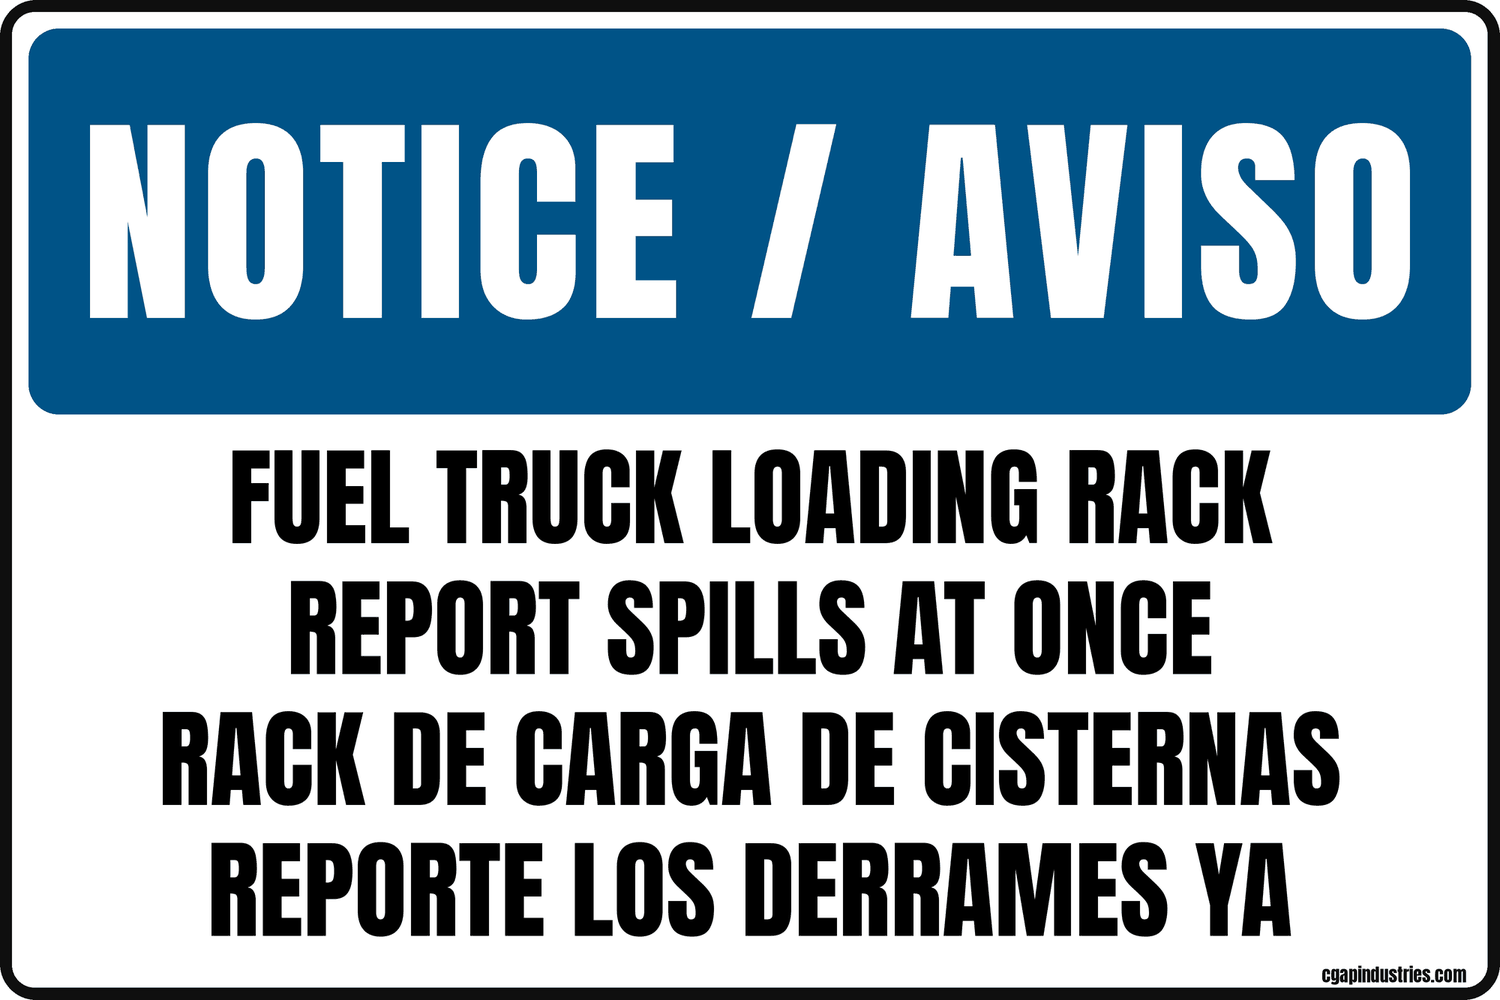 NOTICE / AVISO
FUEL TRUCK LOADING RACK
REPORT SPILLS AT ONCE
RACK DE CARGA DE CISTERNAS
REPORTE LOS DERRAMES YA
cgapindustries.com